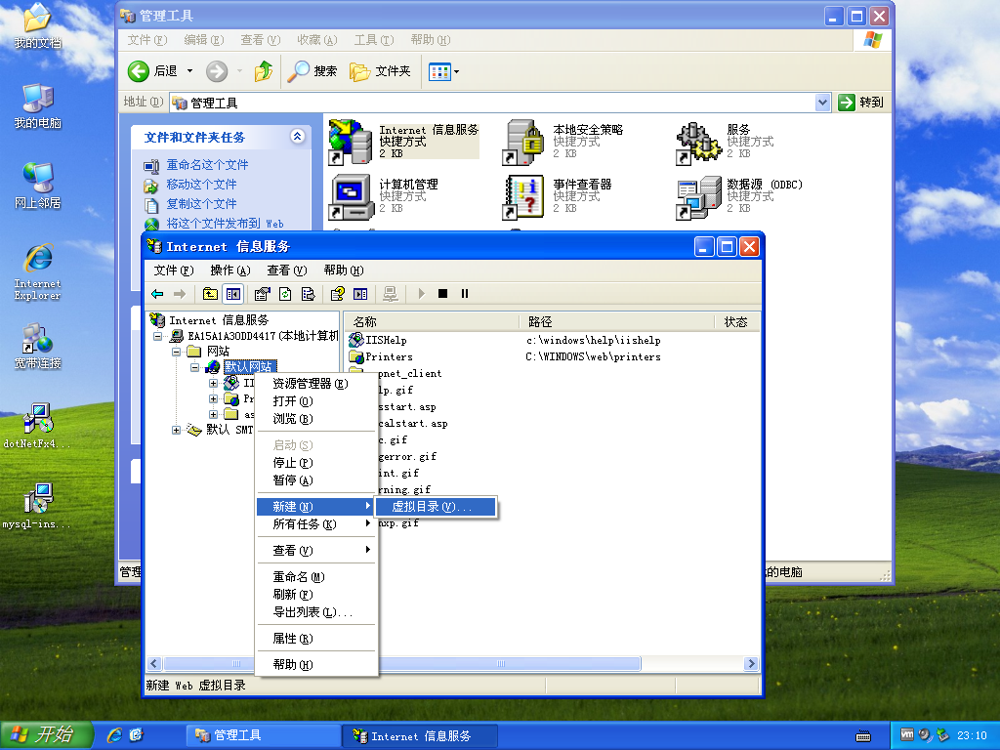 我的文档
我的电脑
网上邻居
Internet
Explorer
宽带连接
dotNetFx4...
mysql-ins...
管理工具
文件(F) 编辑(E) 查看(V) 收藏(A) 工具(T) 帮助(H)
后退 搜索 文件夹
地址(D) 管理工具 转到
文件和文件夹任务
重命名这个文件
移动这个文件
复制这个文件
将这个文件发布到 Web
Internet 信息服务
快捷方式
2 KB
本地安全策略
快捷方式
2 KB
服务
快捷方式
2 KB
计算机管理
快捷方式
2 KB
事件查看器
快捷方式
2 KB
数据源 (ODBC)
快捷方式
2 KB
管理
的电脑
Internet 信息服务
文件(F) 操作(A) 查看(V) 帮助(H)
Internet 信息服务
EA15A1A30DD4417(本地计算机
网站
默认网站
II
Pr
as
默认 SMT
名称 路径 状态
IISHelp c:\windows\help\iishelp
Printers C:\WINDOWS\web\printers
pnet_client
lp.gif
sstart.asp
calstart.asp
c.gif
gerror.gif
int.gif
rning.gif
nxp.gif
资源管理器(E)
打开(O)
浏览(B)
启动(S)
停止(P)
暂停(A)
新建(N)
虚拟目录(V)...
所有任务(K)
查看(V)
重命名(M)
刷新(F)
导出列表(L)...
属性(R)
帮助(H)
新建 Web 虚拟目录
开始 管理工具 Internet 信息服务 vm 23:10